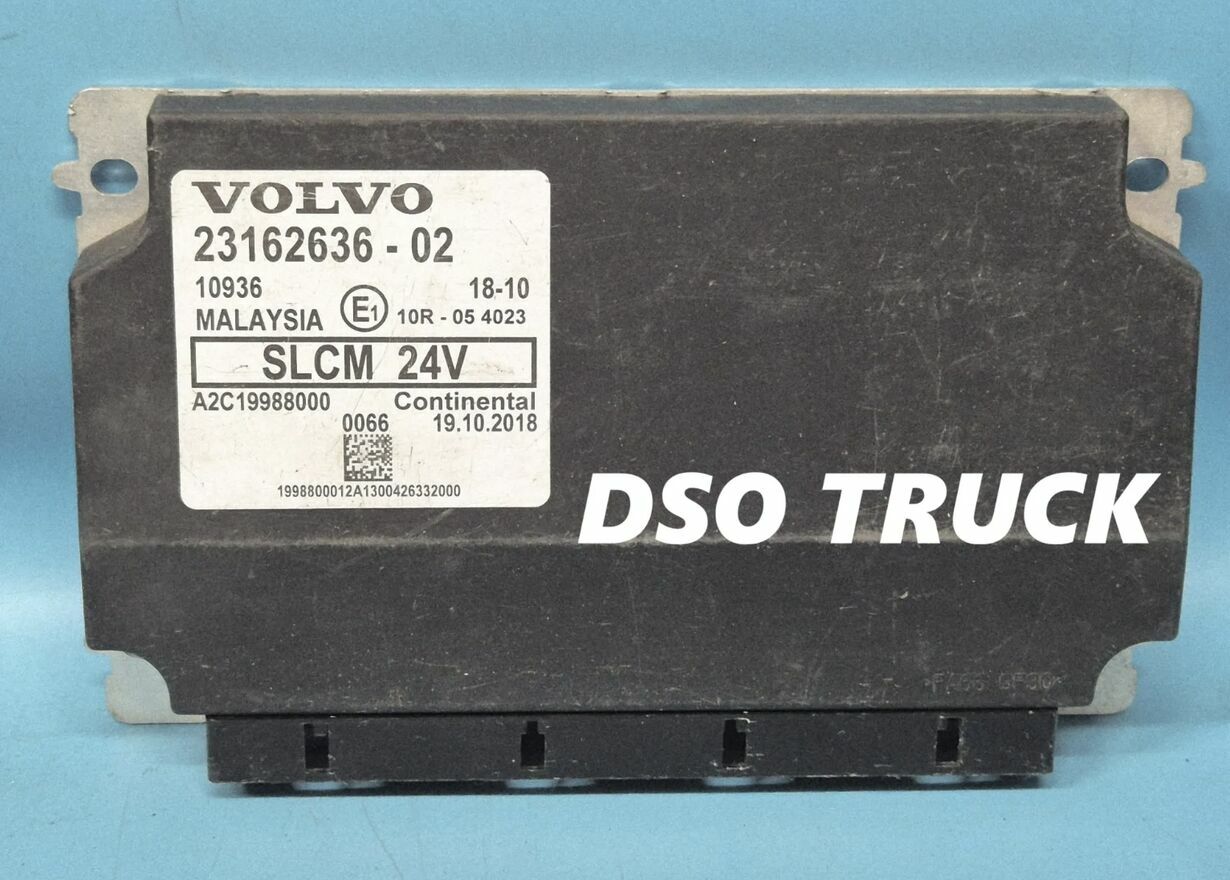 VOLVO
23162636 - 02
10936 18-10
MALAYSIA E1 10R - 05 4023
SLCM 24V
A2C19988000 Continental
0066 19.10.2018
1998800012A1300426332000
DSO TRUCK